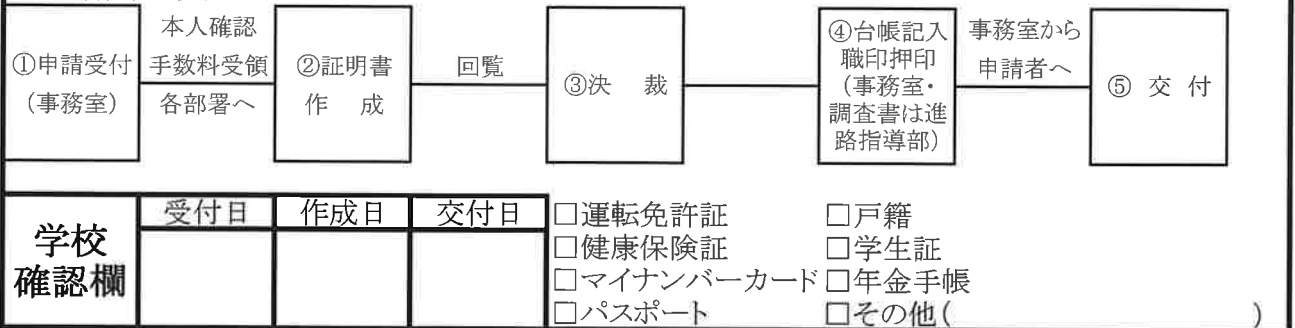 ①申請受付
(事務室)
本人確認
手数料受領
各部署へ
②証明書
作 成
回覧
③決 裁
④台帳記入
職印押印
(事務室・
調査書は進
路指導部)
事務室から
申請者へ
⑤ 交 付
学校
確認欄
受付日
作成日
交付日
□運転免許証
□健康保険証
□マイナンバーカード
□パスポート
□戸籍
□学生証
□年金手帳
□その他( )